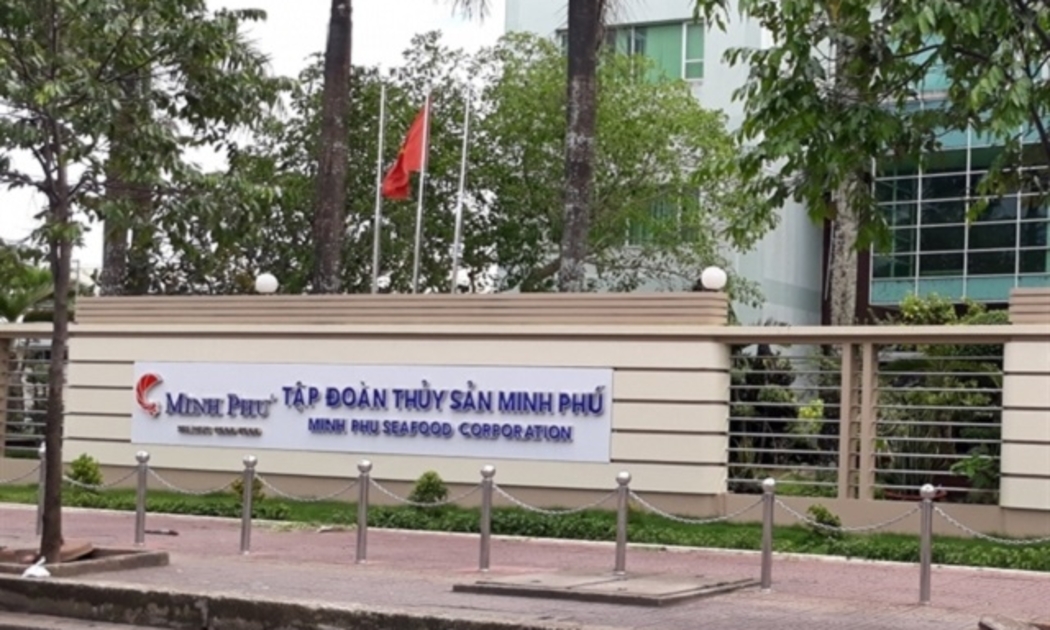 MINH PHU
TẬP ĐOÀN THỦY SẢN MINH PHÚ
MINH PHU SEAFOOD CORPORATION